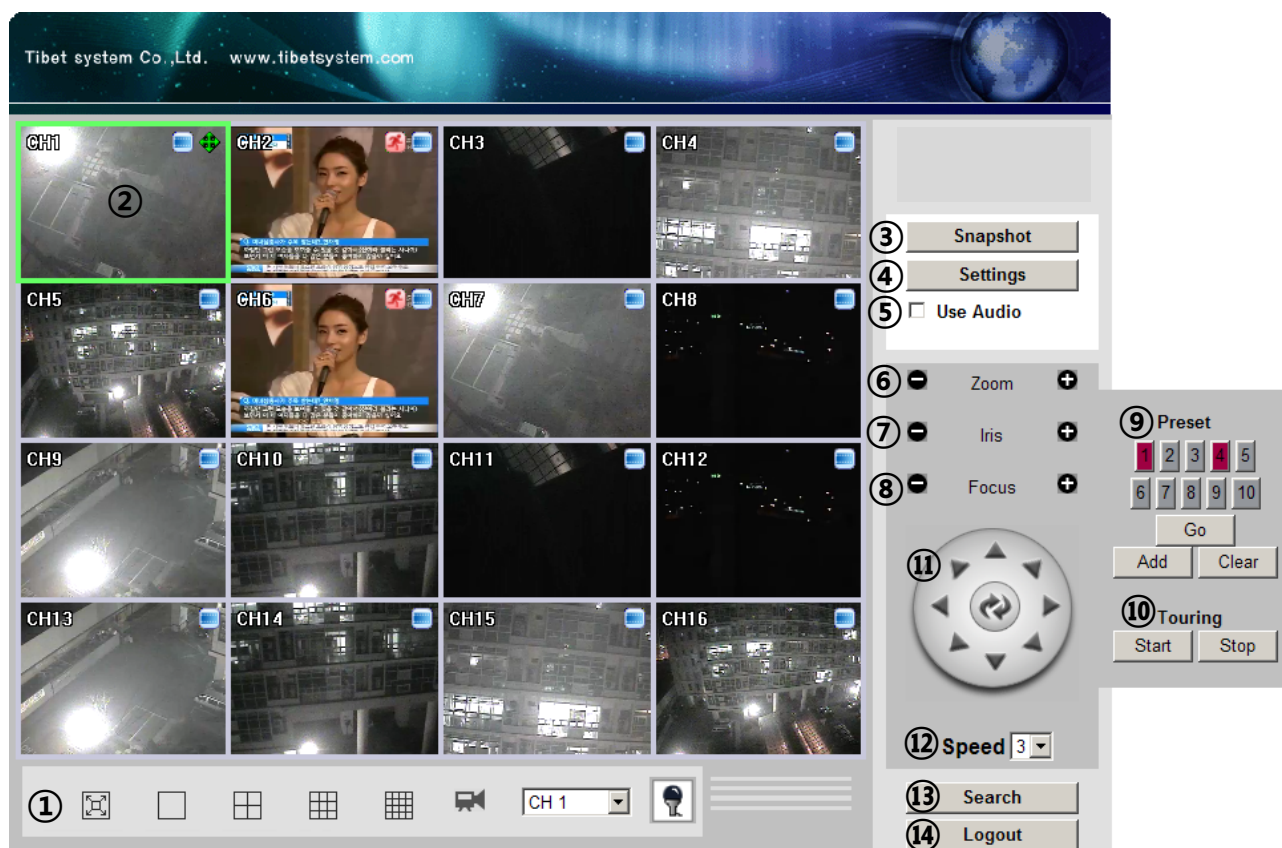 Tibet system Co.,Ltd. www.tibetsystem.com
CH1
②
CH2
CH3
CH4
CH5
CH6
CH7
CH8
CH9
CH10
CH11
CH12
CH13
CH14
CH15
CH16
① CH 1
③ Snapshot
④ Settings
⑤ Use Audio
⑥ Zoom
⑦ Iris
⑧ Focus
⑪
⑫ Speed 3
⑬ Search
⑭ Logout
⑨ Preset
1 2 3 4 5
6 7 8 9 10
Go
Add Clear
⑩ Touring
Start Stop